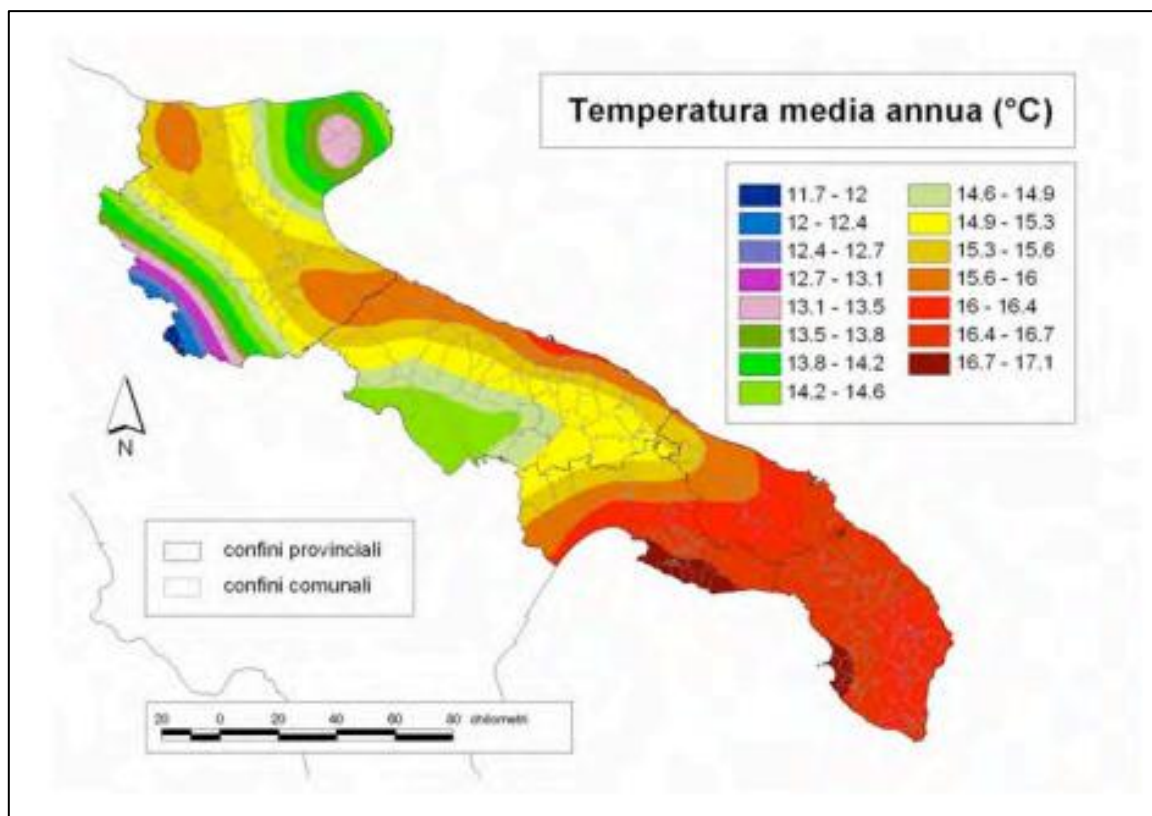 Temperatura media annua (°C)
11.7 - 12
12 - 12.4
12.4 - 12.7
12.7 - 13.1
13.1 - 13.5
13.5 - 13.8
13.8 - 14.2
14.2 - 14.6
14.6 - 14.9
14.9 - 15.3
15.3 - 15.6
15.6 - 16
16 - 16.4
16.4 - 16.7
16.7 - 17.1
N
confini provinciali
confini comunali
20 0 20 40 60 80 chilometri